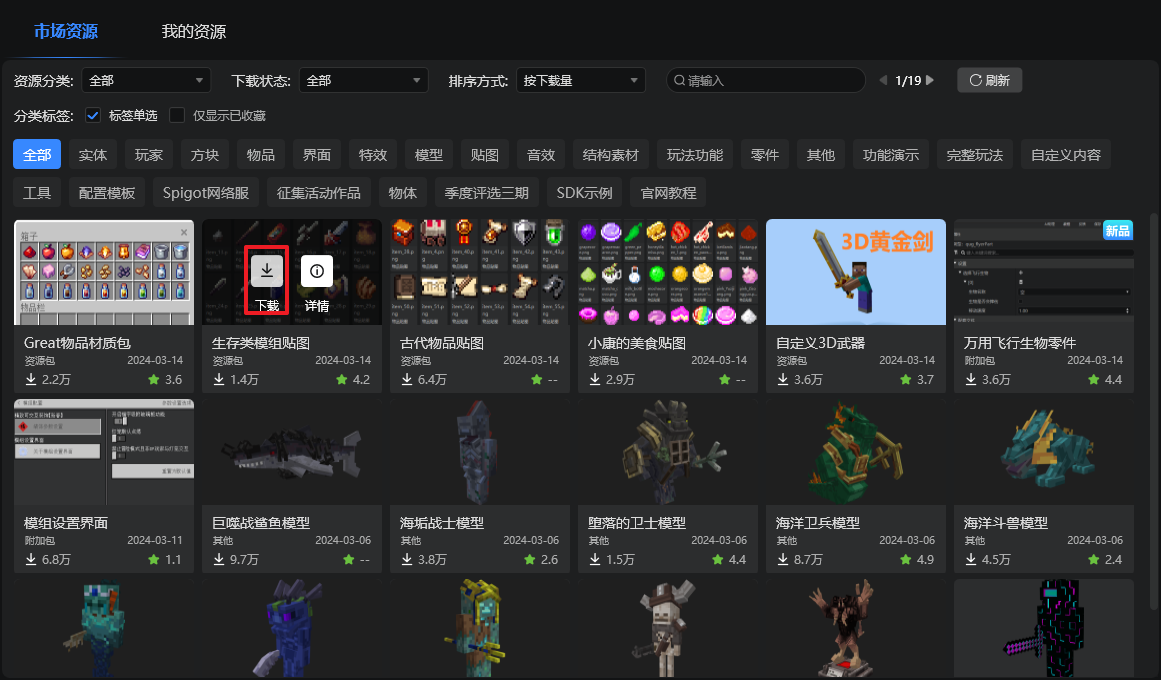 市场资源 我的资源
资源分类: 全部 下载状态: 全部 排序方式: 按下载量 请输入 1/19 刷新
分类标签: 标签单选 仅显示已收藏
全部 实体 玩家 方块 物品 界面 特效 模型 贴图 音效 结构素材 玩法功能 零件 其他 功能演示 完整玩法 自定义内容
工具 配置模板 Spigot网络服 征集活动作品 物体 季度评选三期 SDK示例 官网教程
箱子
物品栏
下载 详情
3D黄金剑
新品
Great物品材质包 生存类模组贴图 古代物品贴图 小康的美食贴图 自定义3D武器 万用飞行生物零件
资源包 2024-03-14 资源包 2024-03-14 资源包 2024-03-14 资源包 2024-03-14 资源包 2024-03-14 附加包 2024-03-14
2.2万 3.6 1.4万 4.2 6.4万 -- 2.9万 -- 3.6万 3.7 3.6万 4.4
模组设置界面 巨噬战鲨鱼模型 海垢战士模型 堕落的卫士模型 海洋卫兵模型 海洋斗兽模型
附加包 2024-03-11 其他 2024-03-06 其他 2024-03-06 其他 2024-03-06 其他 2024-03-06 其他 2024-03-06
6.8万 1.1 9.7万 -- 3.8万 2.6 1.5万 4.4 8.7万 4.9 4.5万 2.4